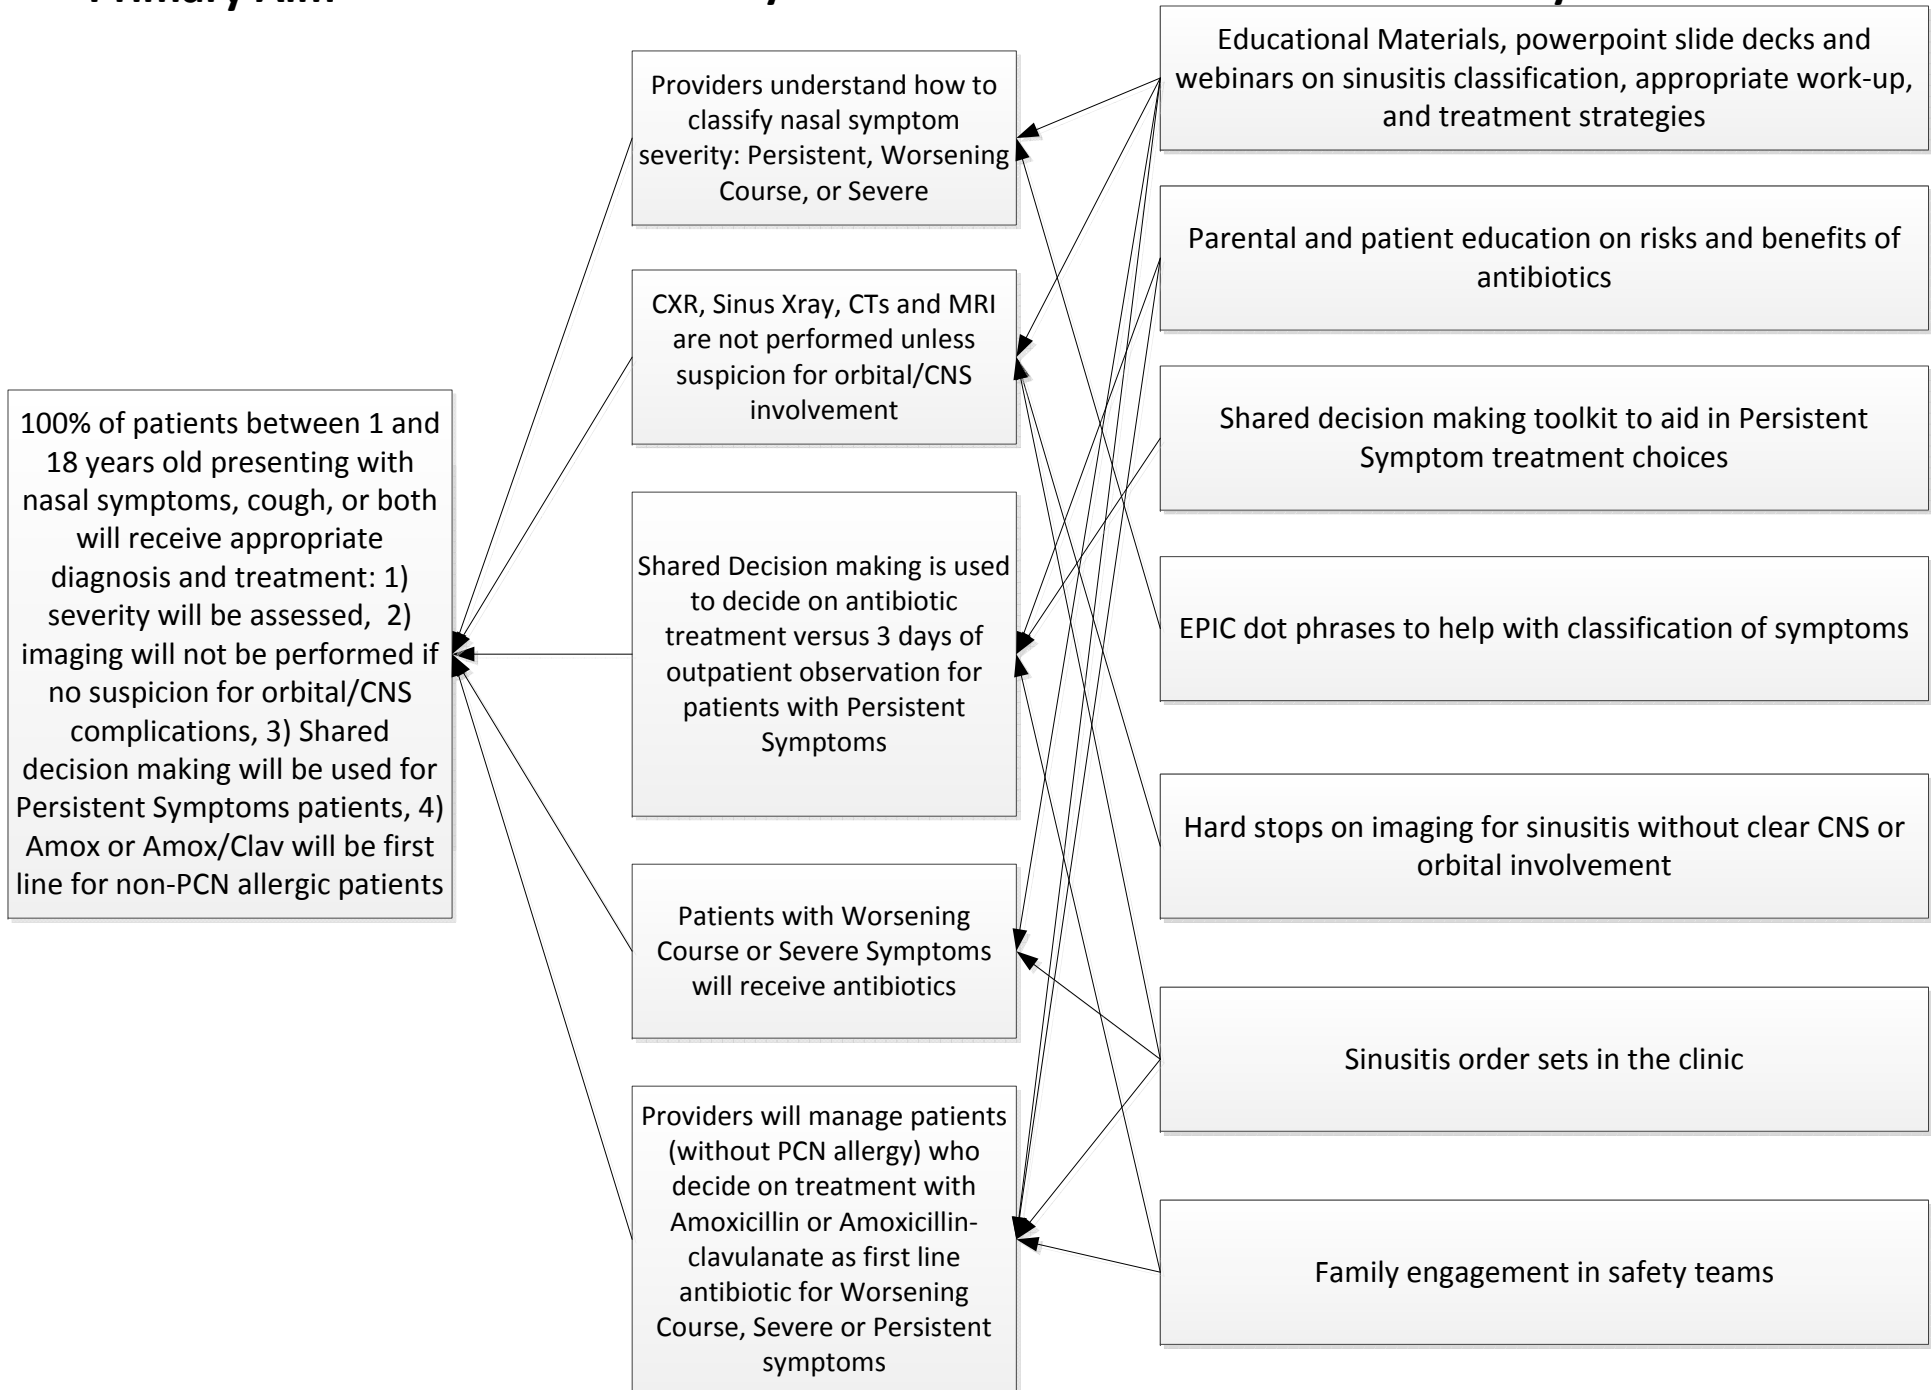 Primary Aim
Educational Materials, powerpoint slide decks and
webinars on sinusitis classification, appropriate work-up,
and treatment strategies
Providers understand how to
classify nasal symptom
severity: Persistent, Worsening
Course, or Severe
Parental and patient education on risks and benefits of
antibiotics
CXR, Sinus Xray, CTs and MRI
are not performed unless
suspicion for orbital/CNS
involvement
Shared decision making toolkit to aid in Persistent
Symptom treatment choices
100% of patients between 1 and
18 years old presenting with
nasal symptoms, cough, or both
will receive appropriate
diagnosis and treatment: 1)
severity will be assessed,  2)
imaging will not be performed if
no suspicion for orbital/CNS
complications, 3) Shared
decision making will be used for
Persistent Symptoms patients, 4)
Amox or Amox/Clav will be first
line for non-PCN allergic patients
Shared Decision making is used
to decide on antibiotic
treatment versus 3 days of
outpatient observation for
patients with Persistent
Symptoms
EPIC dot phrases to help with classification of symptoms
Hard stops on imaging for sinusitis without clear CNS or
orbital involvement
Patients with Worsening
Course or Severe Symptoms
will receive antibiotics
Sinusitis order sets in the clinic
Providers will manage patients
(without PCN allergy) who
decide on treatment with
Amoxicillin or Amoxicillin-
clavulanate as first line
antibiotic for Worsening
Course, Severe or Persistent
symptoms
Family engagement in safety teams